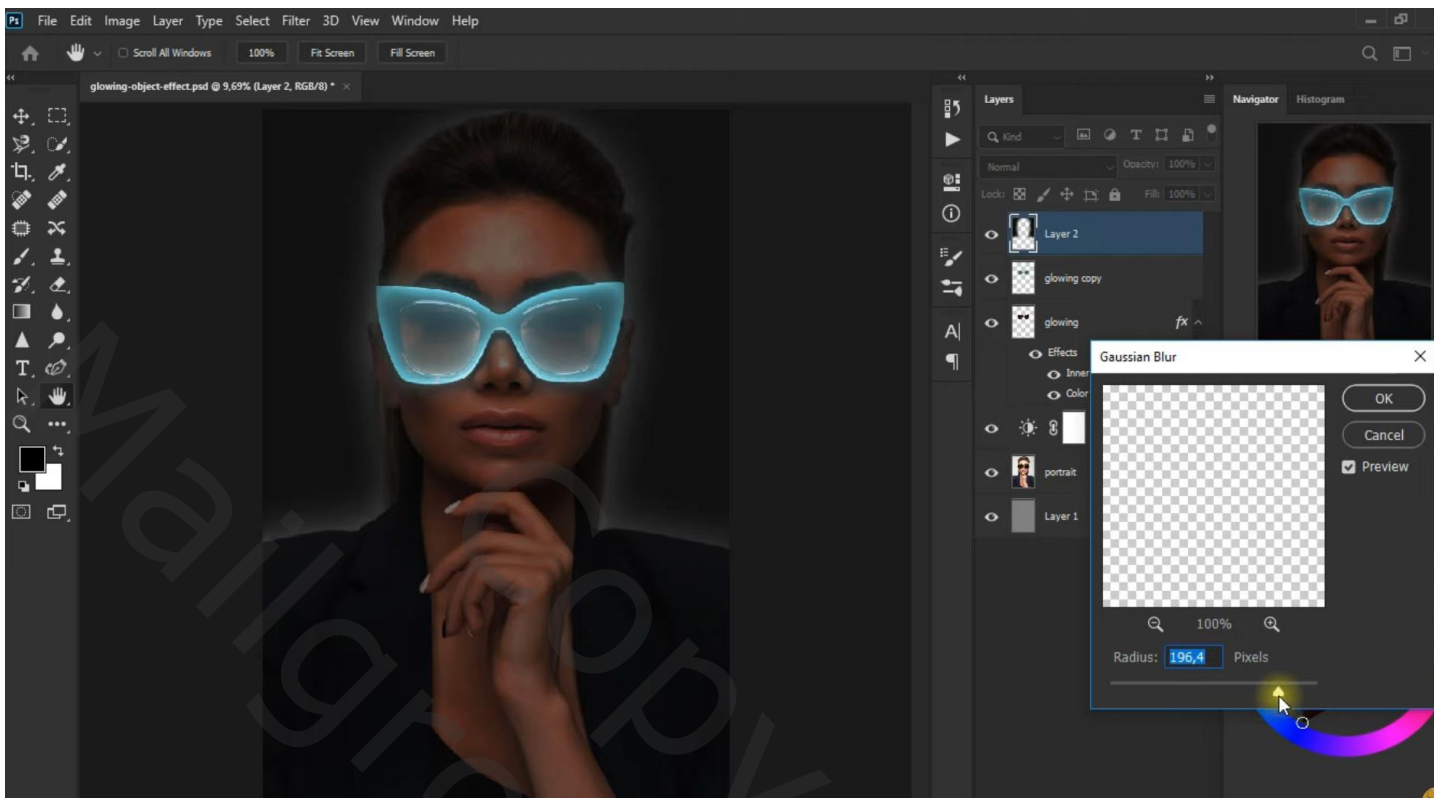 Ps File Edit Image Layer Type Select Filter 3D View Window Help
Scroll All Windows 100% Fit Screen Fill Screen
glowing-object-effect.psd @ 9,69% (Layer 2, RGB/8) *
Layers
Navigator Histogram
Kind
Normal Opacity: 100%
Lock: Fill: 100%
Layer 2
glowing copy
glowing fx
Effects
Inner
Color
portrait
Layer 1
Gaussian Blur
OK
Cancel
Preview
100%
Radius: 196,4 Pixels